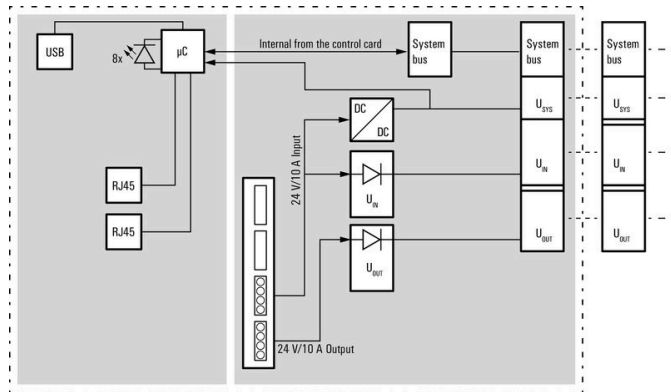 USB
8x
µC
Internal from the control card
System
bus
System
bus
System
bus
DC
DC
U_SYS
U_SYS
24 V/10 A Input
RJ45
U_IN
U_IN
U_IN
RJ45
U_OUT
U_OUT
U_OUT
24 V/10 A Output